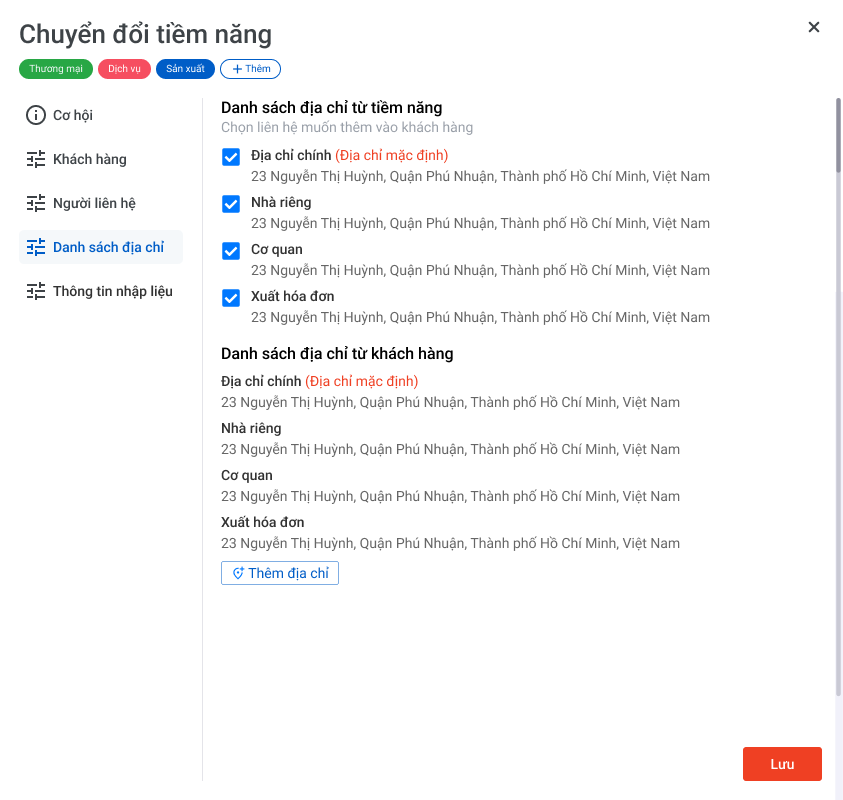 Chuyển đổi tiềm năng
Thương mại Dịch vụ Sản xuất Thêm
Cơ hội
Khách hàng
Người liên hệ
Danh sách địa chỉ
Thông tin nhập liệu
Danh sách địa chỉ từ tiềm năng
Chọn liên hệ muốn thêm vào khách hàng
Địa chỉ chính (Địa chỉ mặc định)
23 Nguyễn Thị Huỳnh, Quận Phú Nhuận, Thành phố Hồ Chí Minh, Việt Nam
Nhà riêng
23 Nguyễn Thị Huỳnh, Quận Phú Nhuận, Thành phố Hồ Chí Minh, Việt Nam
Cơ quan
23 Nguyễn Thị Huỳnh, Quận Phú Nhuận, Thành phố Hồ Chí Minh, Việt Nam
Xuất hóa đơn
23 Nguyễn Thị Huỳnh, Quận Phú Nhuận, Thành phố Hồ Chí Minh, Việt Nam
Danh sách địa chỉ từ khách hàng
Địa chỉ chính (Địa chỉ mặc định)
23 Nguyễn Thị Huỳnh, Quận Phú Nhuận, Thành phố Hồ Chí Minh, Việt Nam
Nhà riêng
23 Nguyễn Thị Huỳnh, Quận Phú Nhuận, Thành phố Hồ Chí Minh, Việt Nam
Cơ quan
23 Nguyễn Thị Huỳnh, Quận Phú Nhuận, Thành phố Hồ Chí Minh, Việt Nam
Xuất hóa đơn
23 Nguyễn Thị Huỳnh, Quận Phú Nhuận, Thành phố Hồ Chí Minh, Việt Nam
Thêm địa chỉ
Lưu